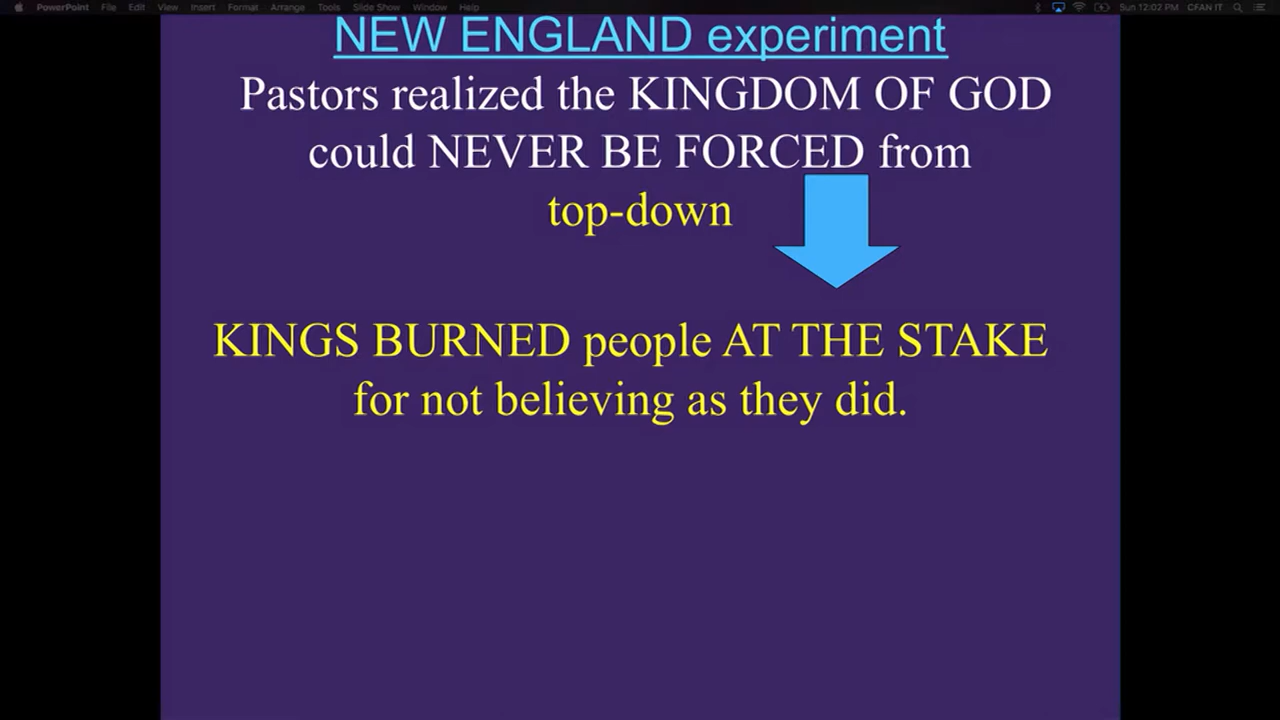 PowerPoint File Edit View Insert Format Arrange Tools Slide Show Window Help Sun 12:02 PM CFAN IT
NEW ENGLAND experiment
Pastors realized the KINGDOM OF GOD
could NEVER BE FORCED from
top-down
KINGS BURNED people AT THE STAKE
for not believing as they did.